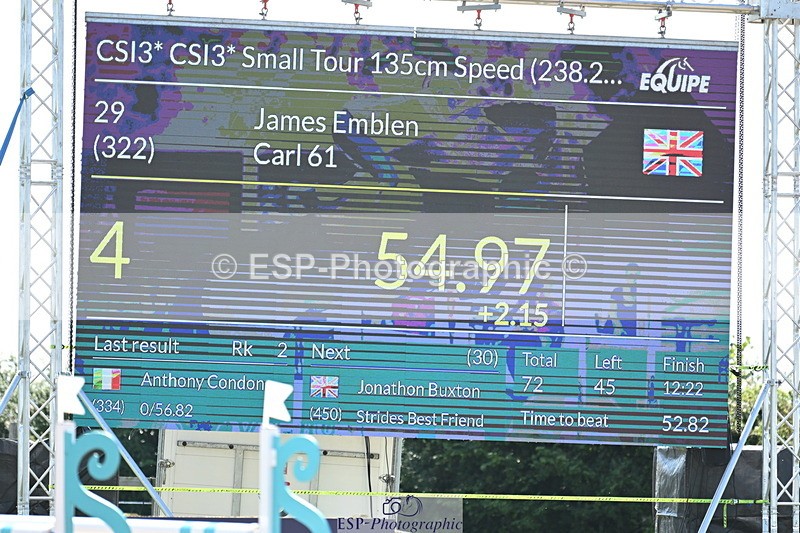 CSI3* CSI3* Small Tour 135cm Speed (238.2...
EQUIPE
29 James Emblen
(322) Carl 61
4 54.97
+2.15
© ESP-Photographic ©
Last result Rk 2 Next (30) Total Left Finish
Anthony Condon Jonathon Buxton 72 45 12:22
(334) 0/56.82 (450) Strides Best Friend Time to beat 52.82
ESP-Photographic